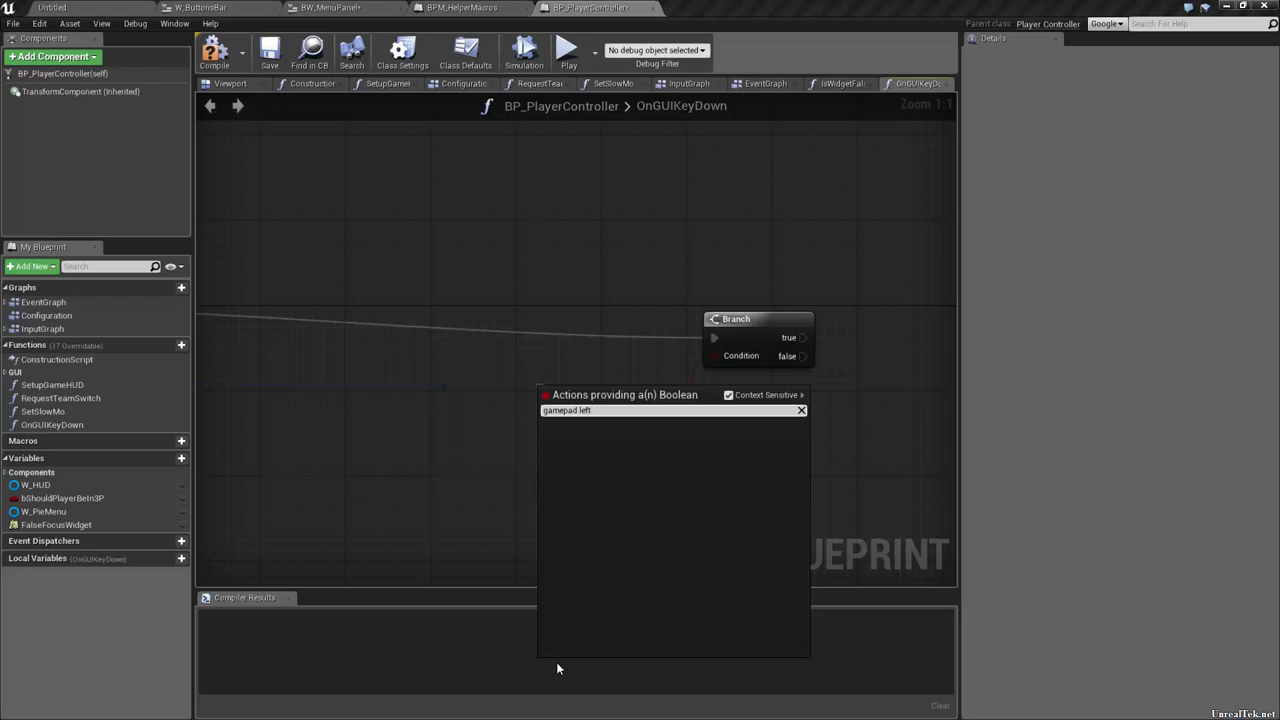 Untitled
W_ButtonsBar
BW_MenuPanel*
BPM_HelperMacros
BP_PlayerController*
File Edit Asset View Debug Window Help
Parent class: Player Controller
Google
Search For Help
Components
+Add Component
BP_PlayerController(self)
TransformComponent (Inherited)
Compile
Save
Find in CB
Search
Class Settings
Class Defaults
Simulation
Play
No debug object selected
Debug Filter
Details
Viewport
Constructior
SetupGameI
Configuratic
RequestTea
SetSlowMo
InputGraph
EventGraph
IsWidgetFal
OnGUIKeyDo
BP_PlayerController > OnGUIKeyDown
Zoom 1:1
My Blueprint
+Add New
Search
Graphs
EventGraph
Configuration
InputGraph
Functions (17 Overridable)
ConstructionScript
GUI
SetupGameHUD
RequestTeamSwitch
SetSlowMo
OnGUIKeyDown
Macros
Variables
Components
W_HUD
bShouldPlayerBeIn3P
W_PieMenu
FalseFocusWidget
Event Dispatchers
Local Variables (OnGUIKeyDown)
Branch
true
Condition
false
Actions providing a(n) Boolean
Context Sensitive
gamepad left
UEPRINT
Compiler Results
Clear
UnrealTek.net